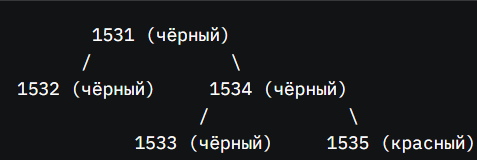 1531 (чёрный)
/ \
1532 (чёрный) 1534 (чёрный)
/ \
1533 (чёрный) 1535 (красный)